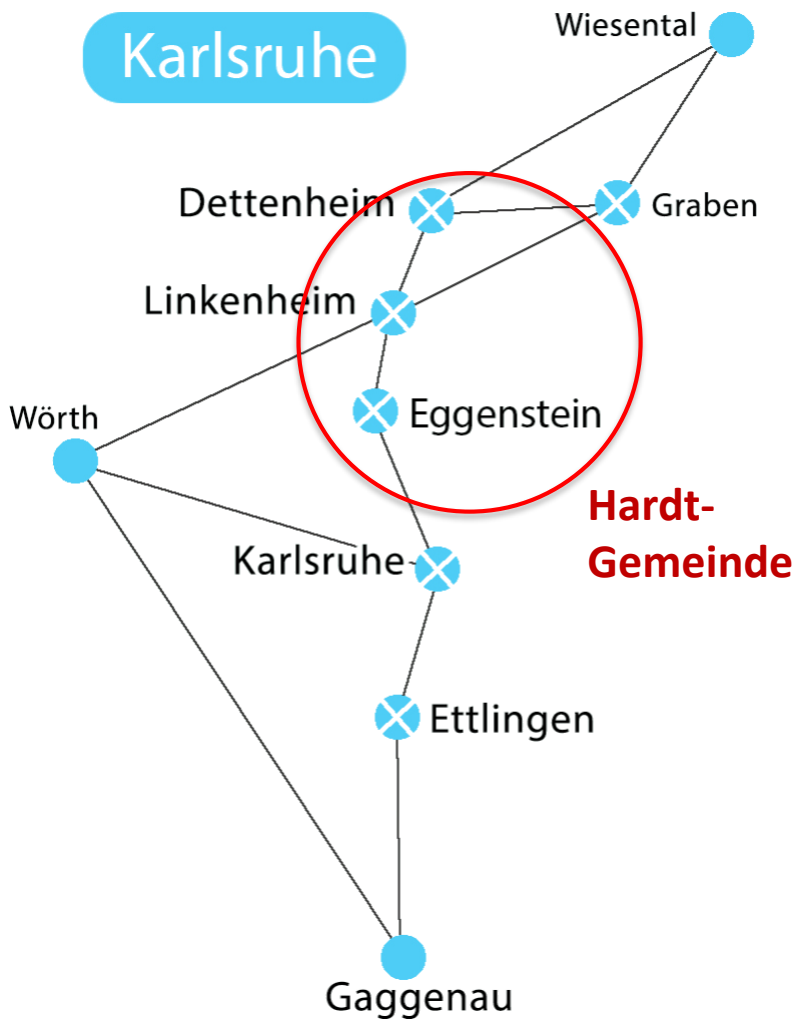 Karlsruhe
Wiesental
Dettenheim
Graben
Linkenheim
Wörth
Eggenstein
Hardt-
Gemeinde
Karlsruhe
Ettlingen
Gaggenau